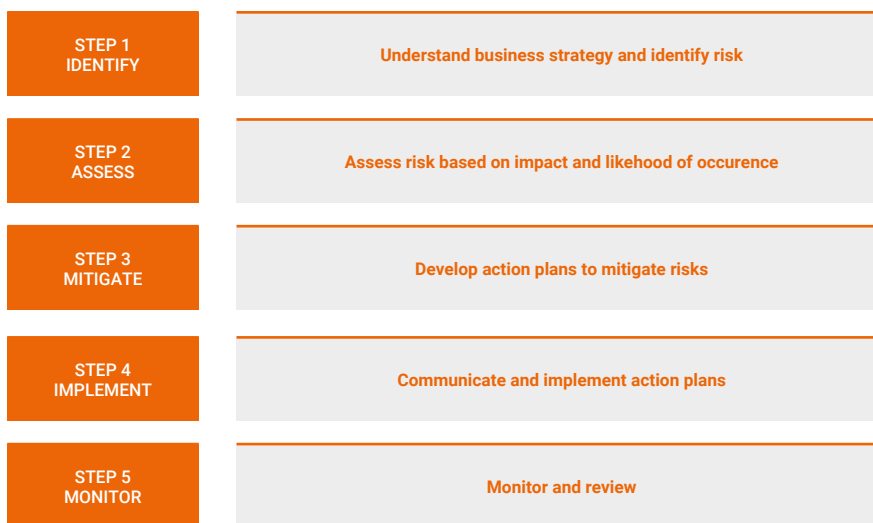 STEP 1
IDENTIFY
Understand business strategy and identify risk
STEP 2
ASSESS
Assess risk based on impact and likehood of occurence
STEP 3
MITIGATE
Develop action plans to mitigate risks
STEP 4
IMPLEMENT
Communicate and implement action plans
STEP 5
MONITOR
Monitor and review